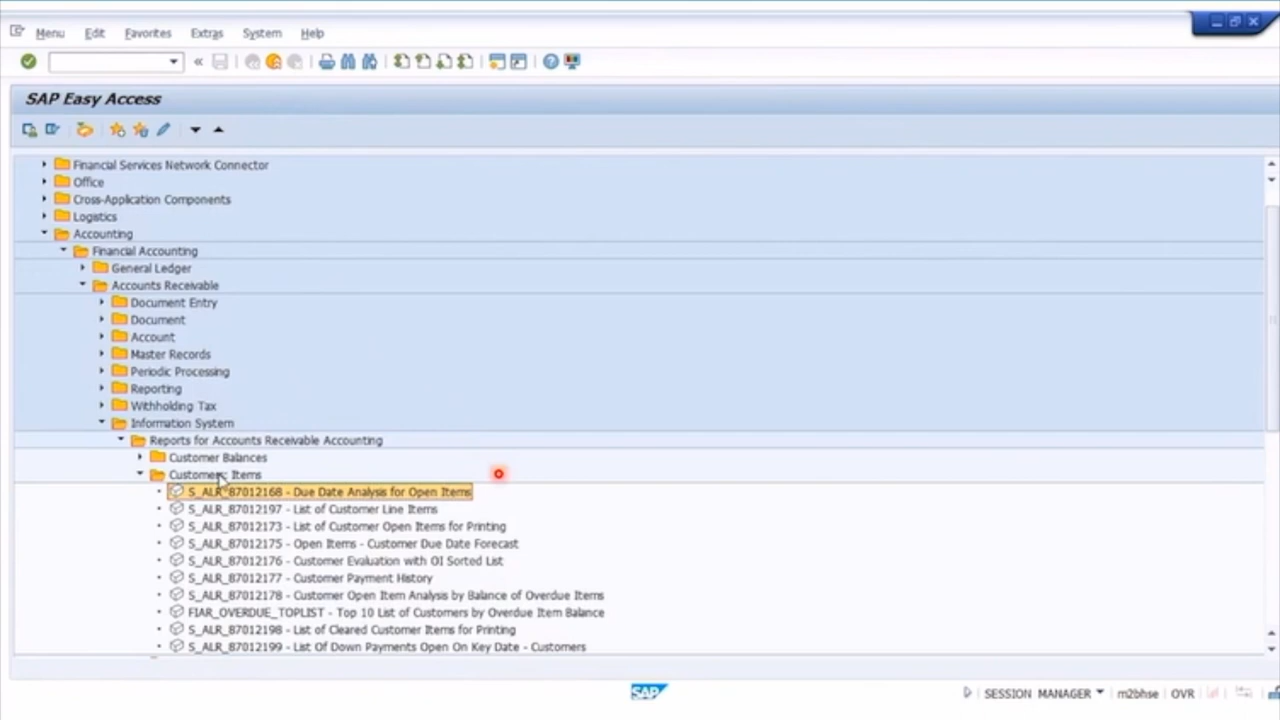 Menu Edit Favorites Extras System Help
SAP Easy Access
Financial Services Network Connector
Office
Cross-Application Components
Logistics
Accounting
Financial Accounting
General Ledger
Accounts Receivable
Document Entry
Document
Account
Master Records
Periodic Processing
Reporting
Withholding Tax
Information System
Reports for Accounts Receivable Accounting
Customer Balances
Customers: Items
S_ALR_87012168 - Due Date Analysis for Open Items
S_ALR_87012197 - List of Customer Line Items
S_ALR_87012173 - List of Customer Open Items for Printing
S_ALR_87012175 - Open Items - Customer Due Date Forecast
S_ALR_87012176 - Customer Evaluation with OI Sorted List
S_ALR_87012177 - Customer Payment History
S_ALR_87012178 - Customer Open Item Analysis by Balance of Overdue Items
FIAR_OVERDUE_TOPLIST - Top 10 List of Customers by Overdue Item Balance
S_ALR_87012198 - List of Cleared Customer Items for Printing
S_ALR_87012199 - List Of Down Payments Open On Key Date - Customers
SAP SESSION MANAGER m2bhse OVR